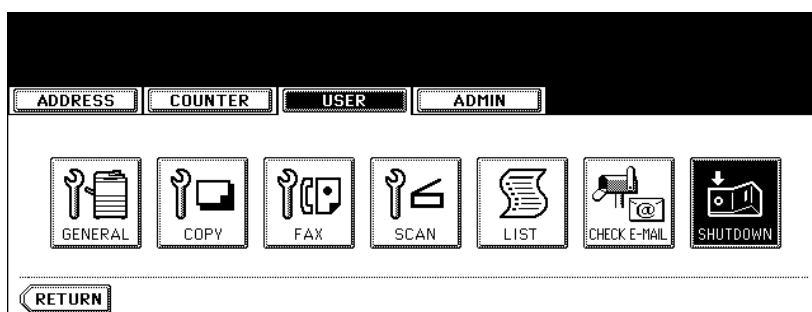 ADDRESS COUNTER USER ADMIN
GENERAL COPY FAX SCAN LIST CHECK E-MAIL SHUTDOWN
RETURN